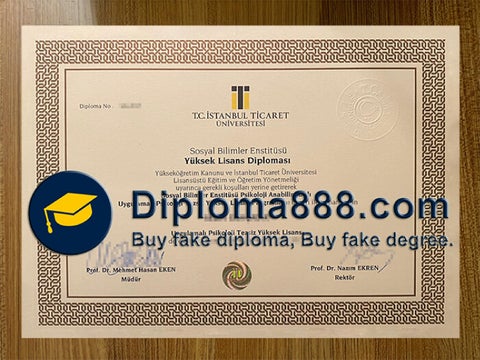 Diploma No :
T.C. İSTANBUL TİCARET
ÜNİVERSİTESİ
Sosyal Bilimler Enstitüsü
Yüksek Lisans Diploması
Yükseköğretim Kanunu ve İstanbul Ticaret Üniversitesi
Lisansüstü Eğitim ve Öğretim Yönetmeliği
uyarınca gerekli koşulları yerine getirerek
Sosyal Bilimler Enstitüsü Psikoloji Anabilim
Diploma888.com
Buy fake diploma, Buy fake degree.
Uygulamalı Psikoloji Tezsiz Yüksek Lisans
Prof. Dr. Mehmet Hasan EKEN
Müdür
Prof. Dr. Nazım EKREN
Rektör